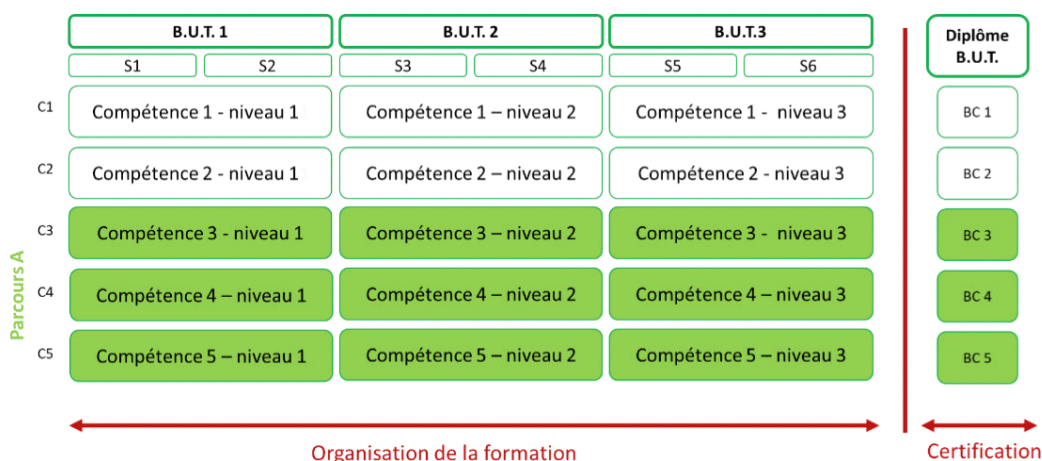 B.U.T. 1
B.U.T. 2
B.U.T.3
Diplôme
B.U.T.
S1
S2
S3
S4
S5
S6
C1
Compétence 1 - niveau 1
Compétence 1 – niveau 2
Compétence 1 - niveau 3
BC 1
C2
Compétence 2 - niveau 1
Compétence 2 – niveau 2
Compétence 2 - niveau 3
BC 2
Parcours A
C3
Compétence 3 - niveau 1
Compétence 3 – niveau 2
Compétence 3 - niveau 3
BC 3
C4
Compétence 4 – niveau 1
Compétence 4 – niveau 2
Compétence 4 – niveau 3
BC 4
C5
Compétence 5 – niveau 1
Compétence 5 – niveau 2
Compétence 5 – niveau 3
BC 5
Organisation de la formation
Certification